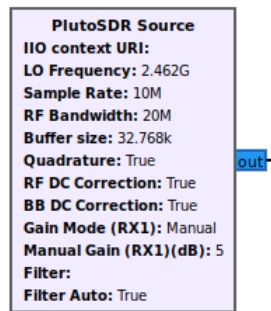 PlutoSDR Source
IIO context URI:
LO Frequency: 2.462G
Sample Rate: 10M
RF Bandwidth: 20M
Buffer size: 32.768k
Quadrature: True
out
RF DC Correction: True
BB DC Correction: True
Gain Mode (RX1): Manual
Manual Gain (RX1)(dB): 5
Filter:
Filter Auto: True